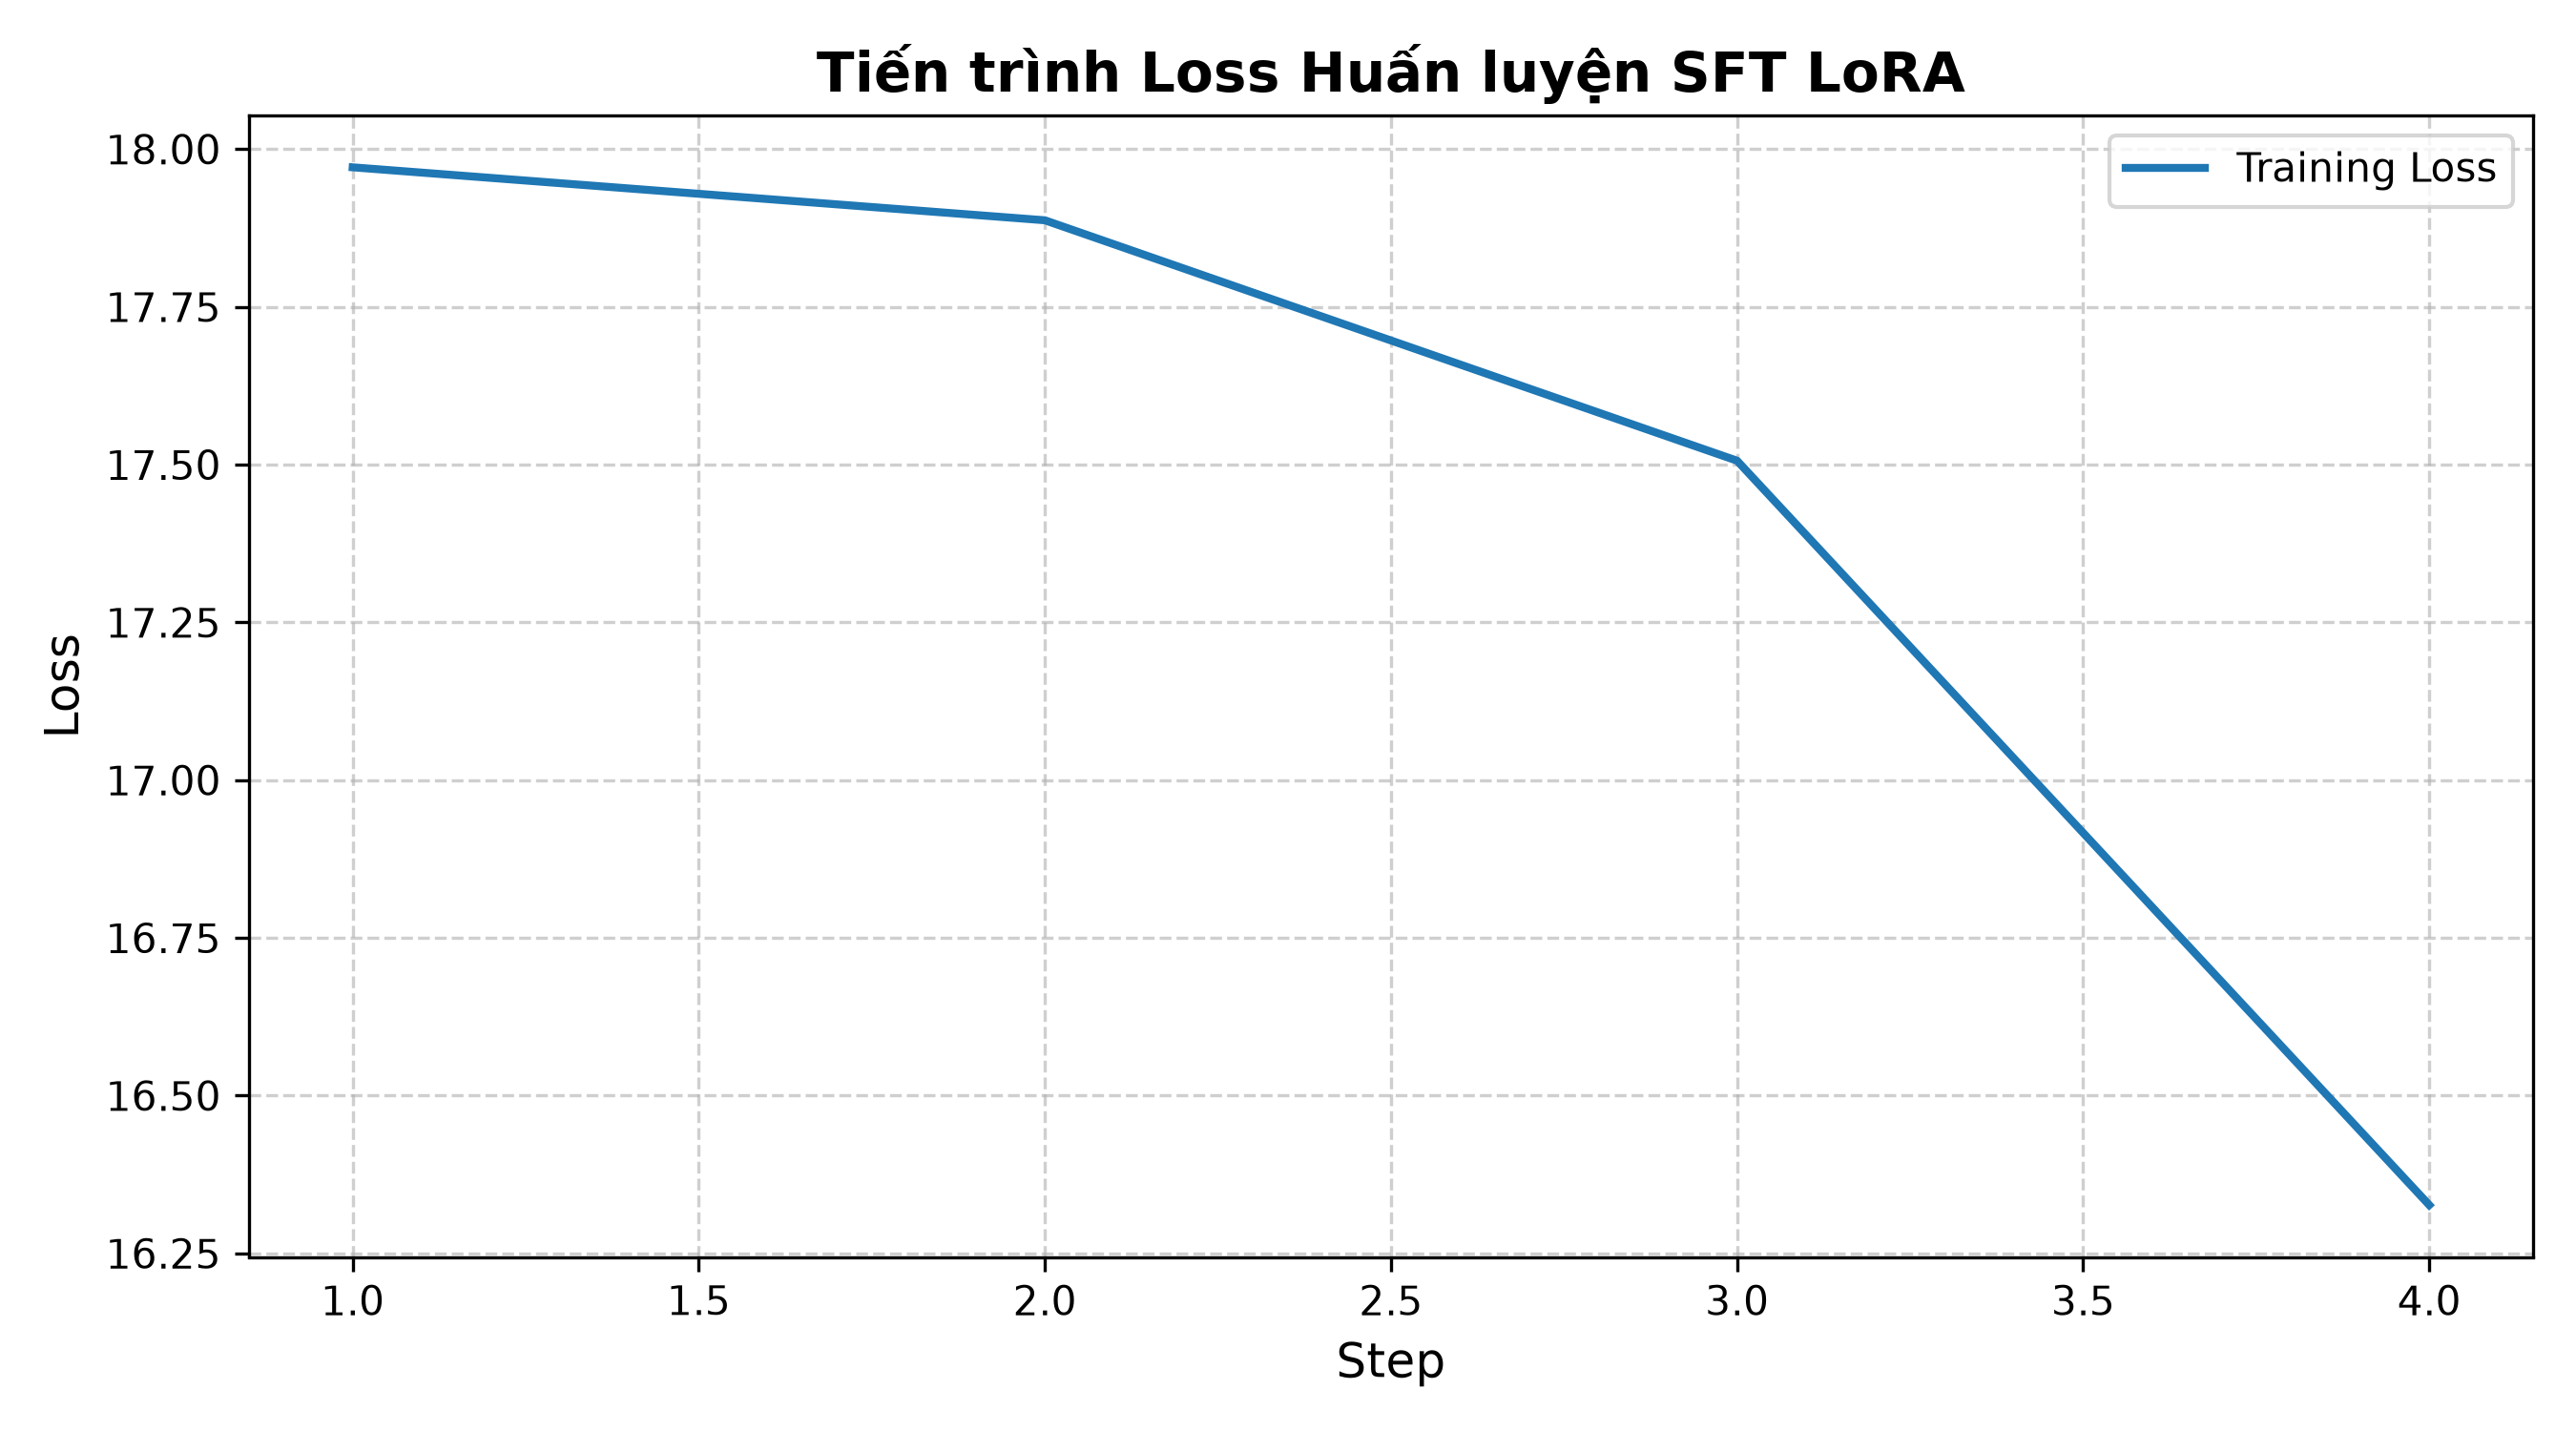 Tiến trình Loss Huấn luyện SFT LoRA
Training Loss
18.00
17.75
17.50
17.25
17.00
16.75
16.50
16.25
Loss
1.0 1.5 2.0 2.5 3.0 3.5 4.0
Step